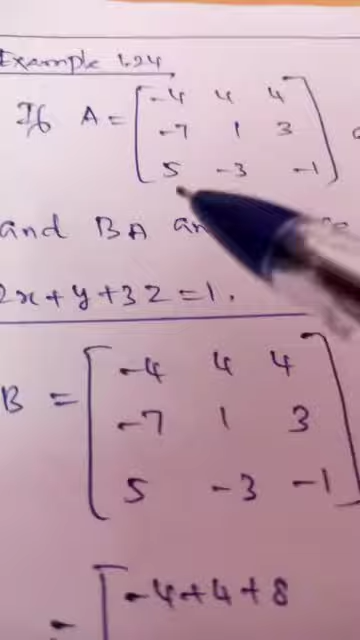 Example 1.24
If A = [ -4 4 4
-7 1 3
5 -3 -1 ]
and BA
2x+y+3z=1.
B = [ -4 4 4
-7 1 3
5 -3 -1 ]
= [ -4+4+8